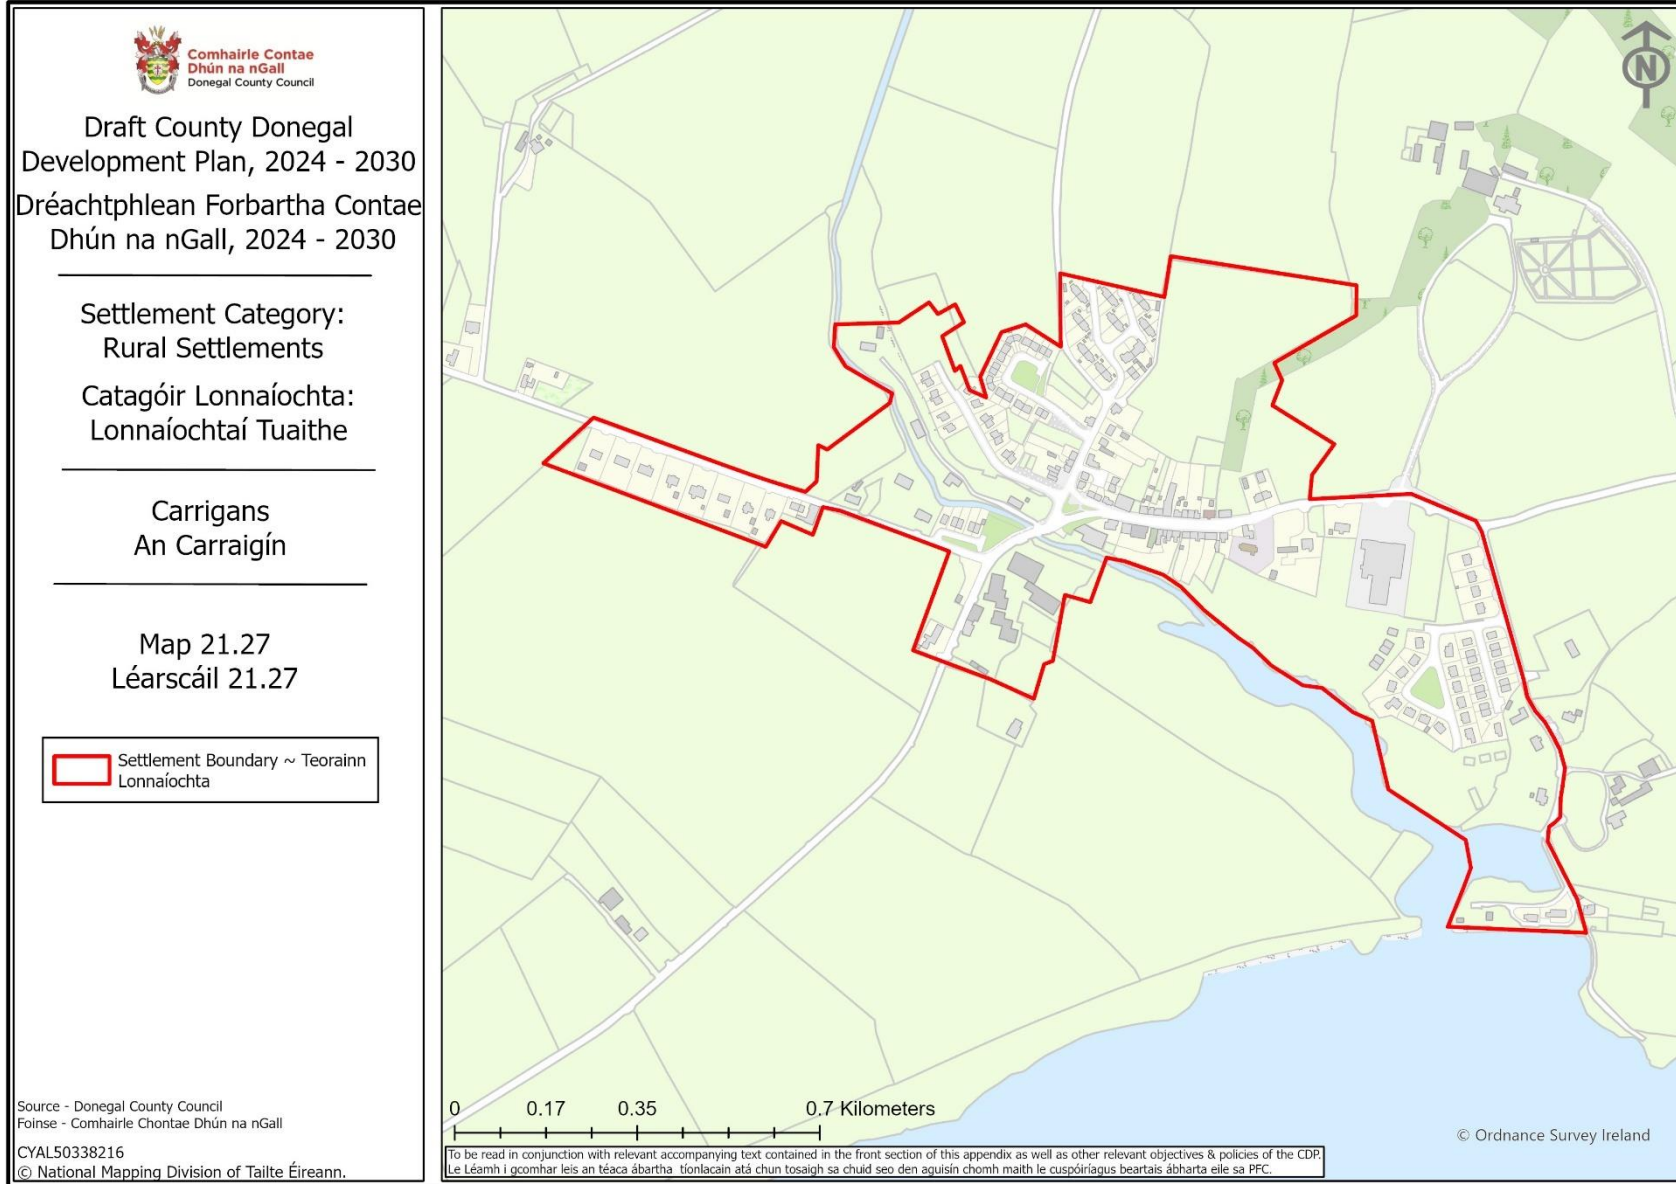 Comhairle Contae
Dhún na nGall
Donegal County Council
Draft County Donegal
Development Plan, 2024 - 2030
Dréachtphlean Forbartha Contae
Dhún na nGall, 2024 - 2030
Settlement Category:
Rural Settlements
Catagóir Lonnaíochta:
Lonnaíochtaí Tuaithe
Carrigans
An Carraigín
Map 21.27
Léarscáil 21.27
Settlement Boundary ~ Teorainn
Lonnaíochta
Source - Donegal County Council
Foinse - Comhairle Chontae Dhún na nGall
CYAL50338216
© National Mapping Division of Tailte Éireann.
N
0 0.17 0.35 0.7 Kilometers
© Ordnance Survey Ireland
To be read in conjunction with relevant accompanying text contained in the front section of this appendix as well as other relevant objectives & policies of the CDP.
Le Léamh i gcomhar leis an téaca ábartha tíonlacain atá chun tosaigh sa chuid seo den aguisín chomh maith le cuspóiríagus beartais ábharta eile sa PFC.